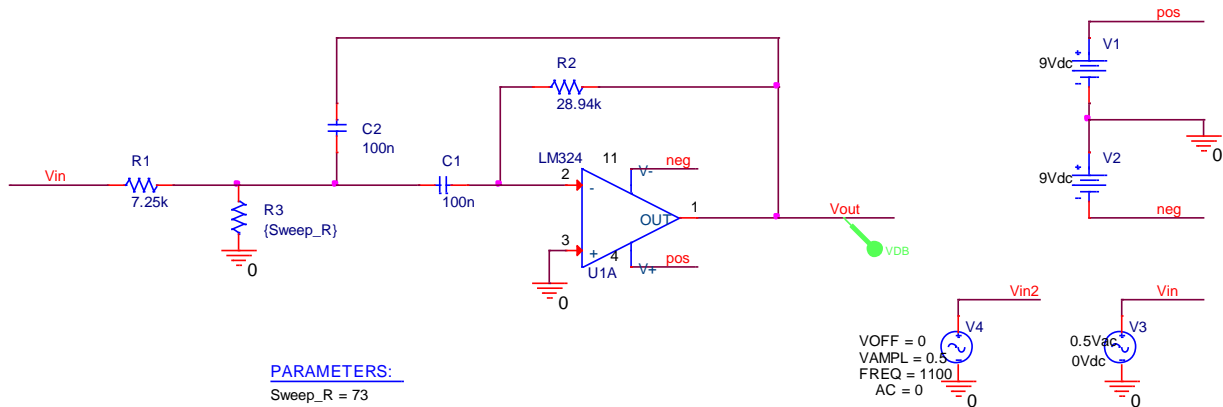 pos
V1
9Vdc
0
V2
9Vdc
neg
R2
28.94k
C2
100n
C1
100n
LM324
11
neg
V-
2
-
OUT
1
Vout
VDB
3
+
4
V+
pos
U1A
0
Vin
R1
7.25k
R3
{Sweep_R}
0
Vin2
V4
VOFF = 0
VAMPL = 0.5
FREQ = 1100
AC = 0
0
Vin
V3
0.5Vac
0Vdc
0
PARAMETERS:
Sweep_R = 73